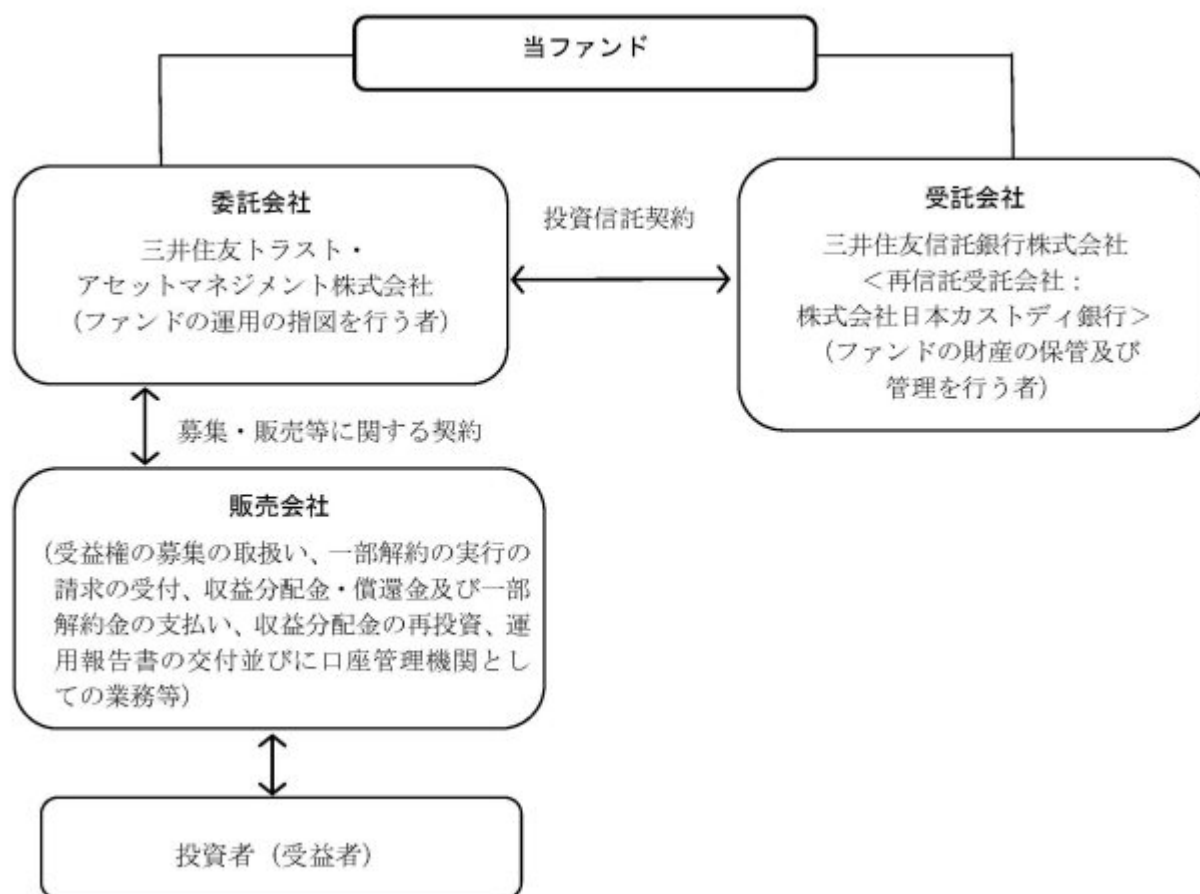 当ファンド
委託会社
三井住友トラスト・
アセットマネジメント株式会社
（ファンドの運用の指図を行う者）
投資信託契約
受託会社
三井住友信託銀行株式会社
＜再信託受託会社：
株式会社日本カストディ銀行＞
（ファンドの財産の保管及び
管理を行う者）
募集・販売等に関する契約
販売会社
（受益権の募集の取扱い、一部解約の実行の
請求の受付、収益分配金・償還金及び一部
解約金の支払い、収益分配金の再投資、運
用報告書の交付並びに口座管理機関とし
ての業務等）
投資者（受益者）